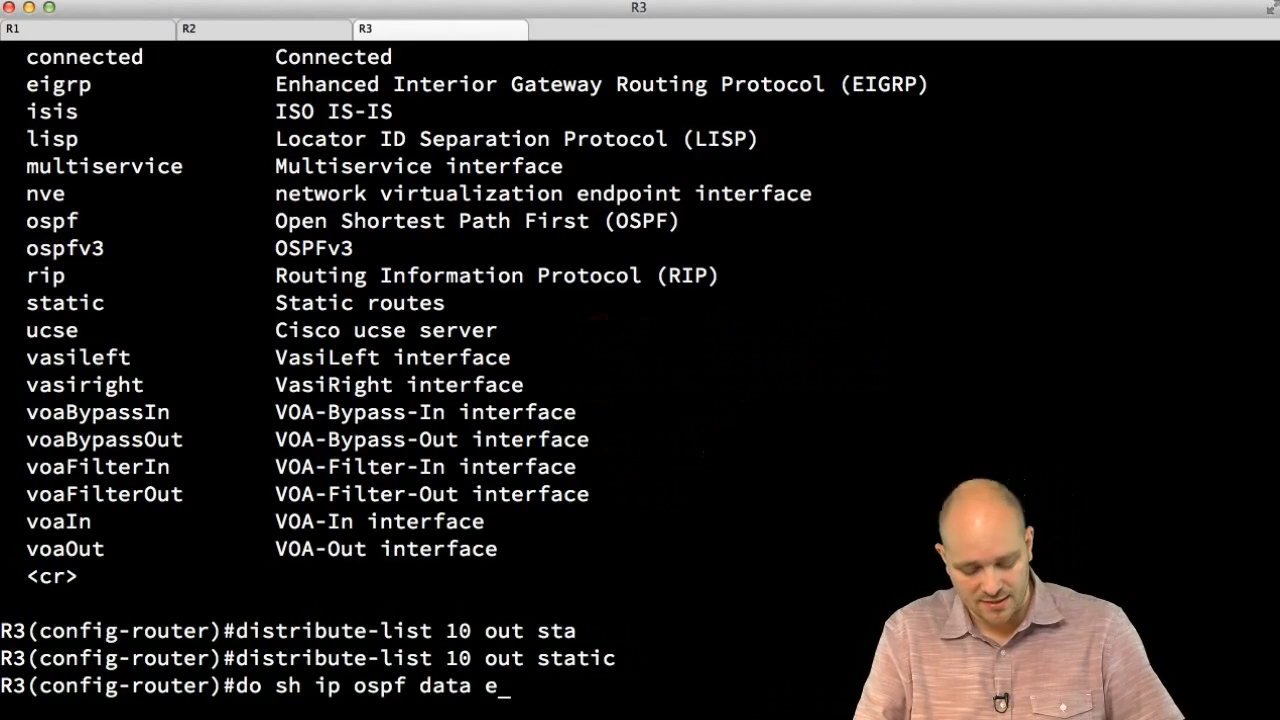 R3
R1 R2 R3
connected Connected
eigrp Enhanced Interior Gateway Routing Protocol (EIGRP)
isis ISO IS-IS
lisp Locator ID Separation Protocol (LISP)
multiservice Multiservice interface
nve network virtualization endpoint interface
ospf Open Shortest Path First (OSPF)
ospfv3 OSPFv3
rip Routing Information Protocol (RIP)
static Static routes
ucse Cisco ucse server
vasileft VasiLeft interface
vasiright VasiRight interface
voaBypassIn VOA-Bypass-In interface
voaBypassOut VOA-Bypass-Out interface
voaFilterIn VOA-Filter-In interface
voaFilterOut VOA-Filter-Out interface
voaIn VOA-In interface
voaOut VOA-Out interface
<cr>
R3(config-router)#distribute-list 10 out sta
R3(config-router)#distribute-list 10 out static
R3(config-router)#do sh ip ospf data e_